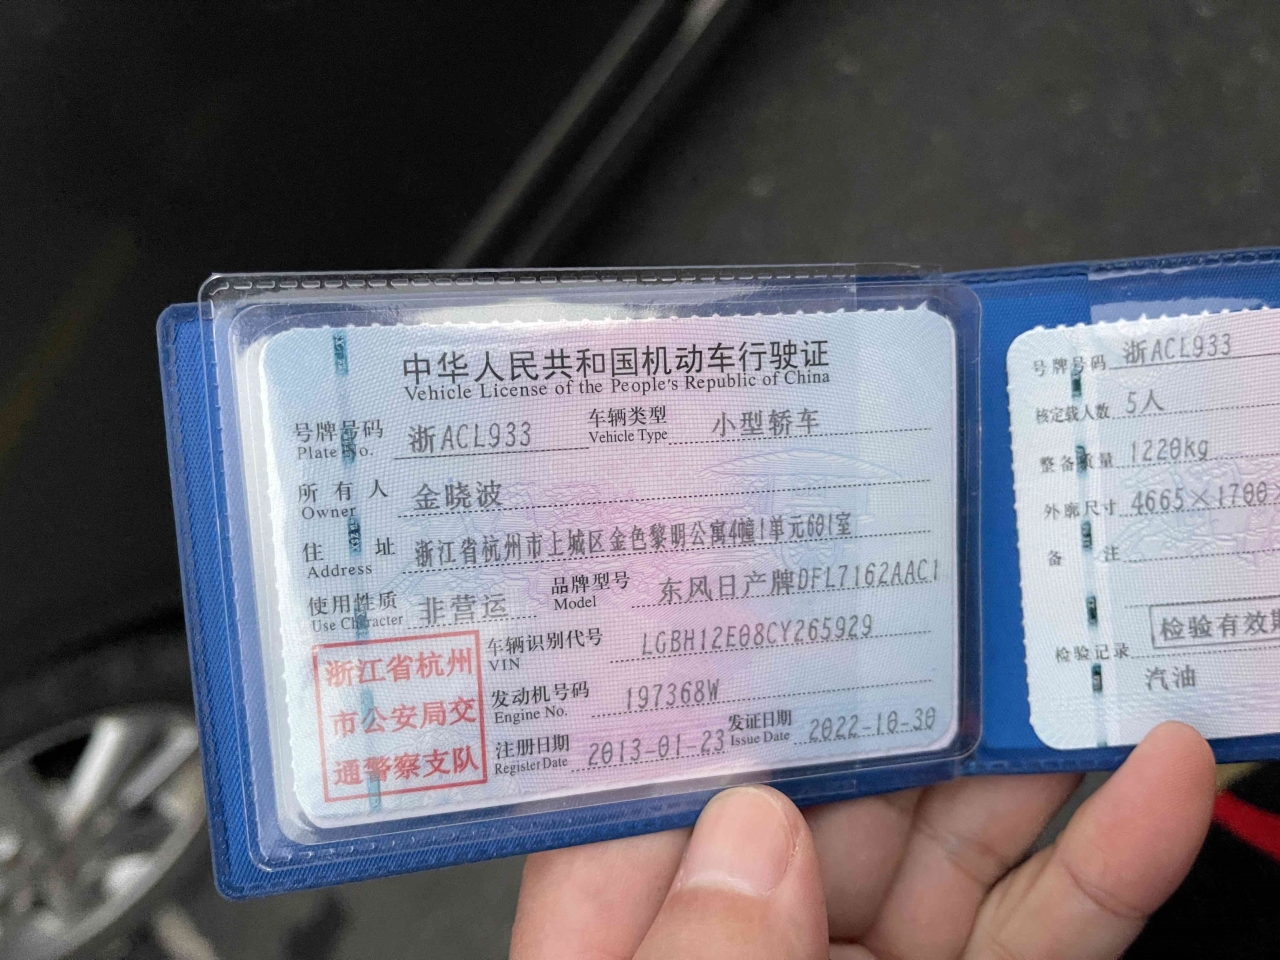 中华人民共和国机动车行驶证
Vehicle License of the People's Republic of China
号牌号码 浙ACL933 车辆类型 小型轿车
Plate No. Vehicle Type
所有人 金晓波
Owner
住址 浙江省杭州市上城区金色黎明公寓4幢1单元601室
Address
使用性质 非营运 品牌型号 东风日产牌DFL7162AAC1
Use Character Model
浙江省杭州
市公安局交
通警察支队
车辆识别代号 LGBH12E08CY265929
VIN
发动机号码 197368W
Engine No.
注册日期 2013-01-23 发证日期 2022-10-30
Register Date Issue Date
号牌号码 浙ACL933
核定载人数 5人
整备质量 1220kg
外廓尺寸 4665×1700
备注
检验有效期
检验记录
汽油